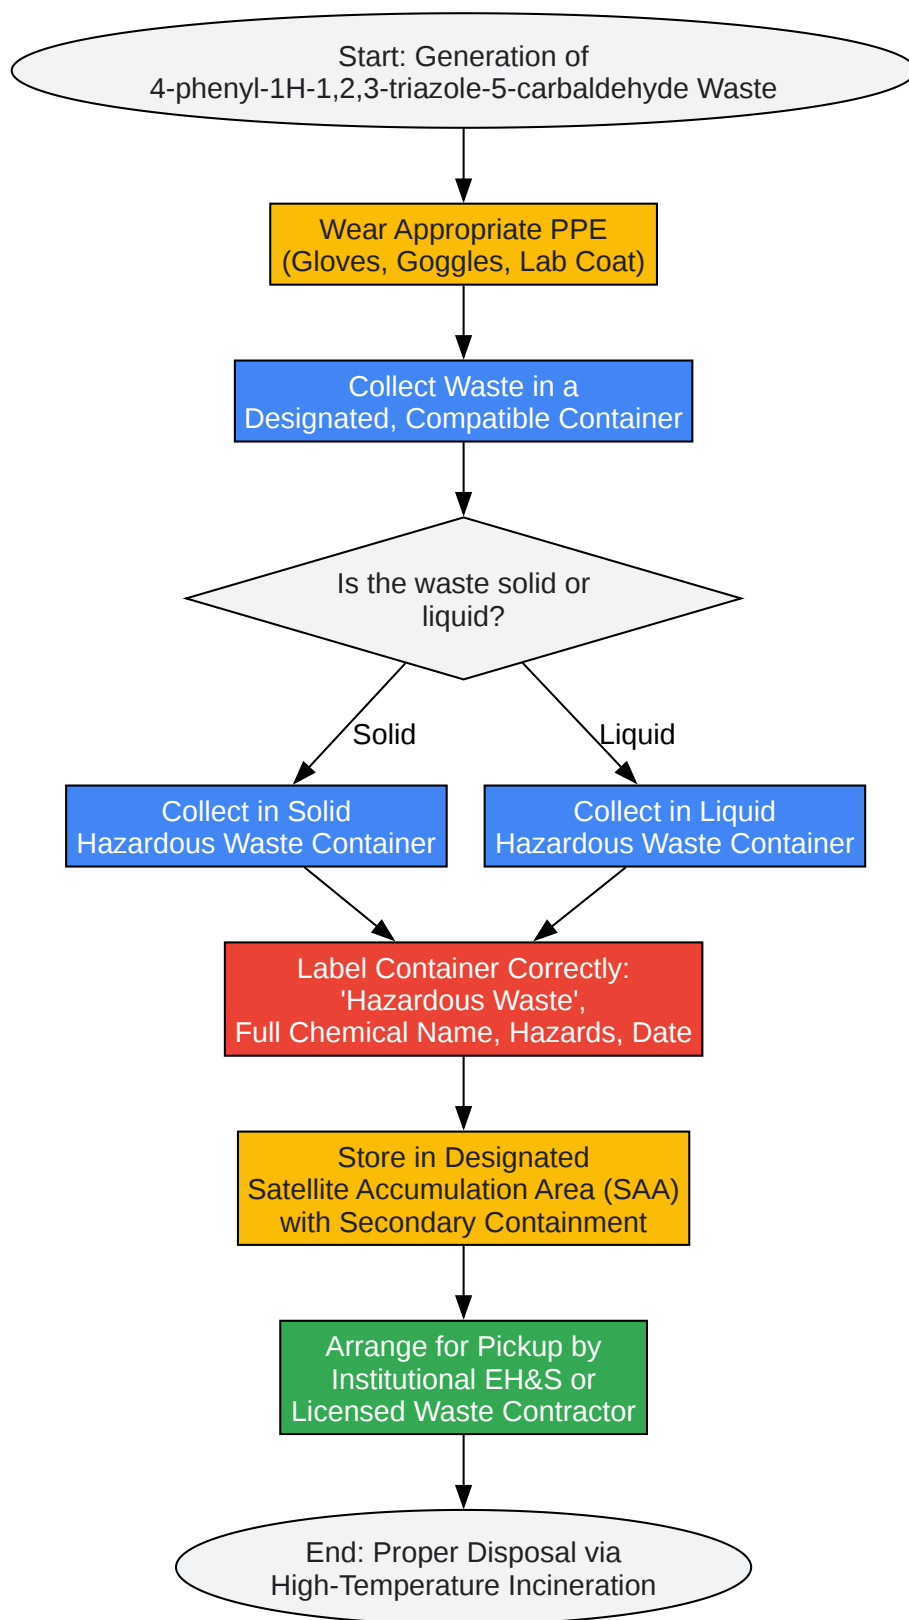 Start: Generation of
4-phenyl-1H-1,2,3-triazole-5-carbaldehyde Waste
Wear Appropriate PPE
(Gloves, Goggles, Lab Coat)
Collect Waste in a
Designated, Compatible Container
Is the waste solid or
liquid?
Solid
Liquid
Collect in Solid
Hazardous Waste Container
Collect in Liquid
Hazardous Waste Container
Label Container Correctly:
'Hazardous Waste',
Full Chemical Name, Hazards, Date
Store in Designated
Satellite Accumulation Area (SAA)
with Secondary Containment
Arrange for Pickup by
Institutional EH&S or
Licensed Waste Contractor
End: Proper Disposal via
High-Temperature Incineration